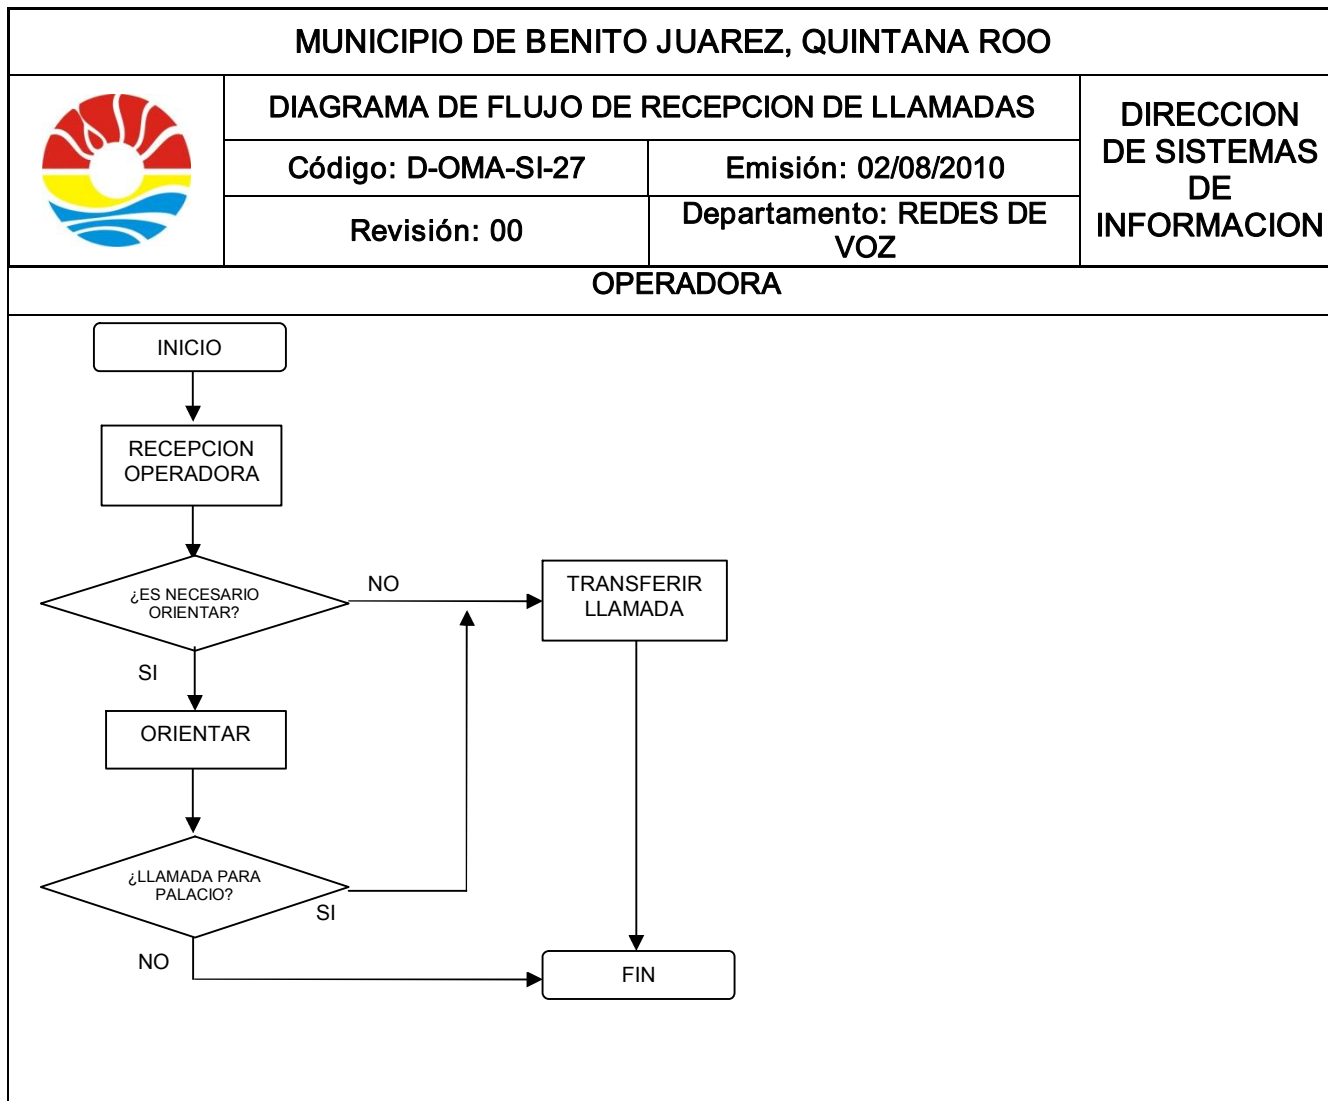 MUNICIPIO DE BENITO JUAREZ, QUINTANA ROO
DIAGRAMA DE FLUJO DE RECEPCION DE LLAMADAS
Código: D-OMA-SI-27
Emisión: 02/08/2010
Revisión: 00
Departamento: REDES DE
VOZ
DIRECCION
DE SISTEMAS
DE
INFORMACION
OPERADORA
INICIO
RECEPCION
OPERADORA
¿ES NECESARIO
ORIENTAR?
NO
TRANSFERIR
LLAMADA
SI
ORIENTAR
¿LLAMADA PARA
PALACIO?
SI
NO
FIN